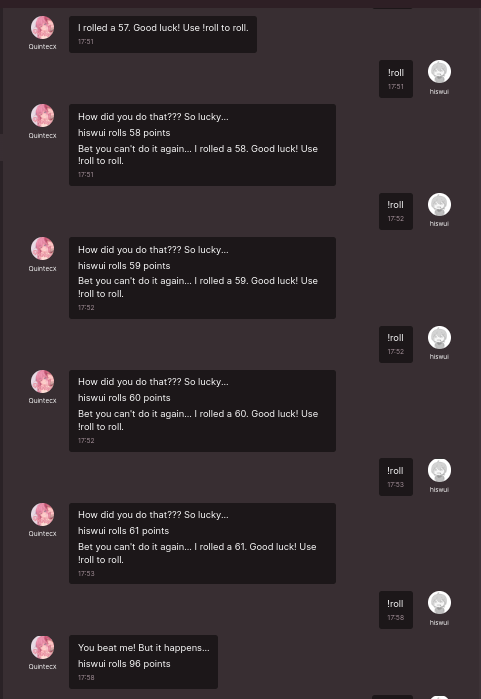 I rolled a 57. Good luck! Use !roll to roll.
17:51
Quintecx
!roll
17:51
hiswui
How did you do that??? So lucky...
hiswui rolls 58 points
Bet you can't do it again... I rolled a 58. Good luck! Use
!roll to roll.
17:51
Quintecx
!roll
17:52
hiswui
How did you do that??? So lucky...
hiswui rolls 59 points
Bet you can't do it again... I rolled a 59. Good luck! Use
!roll to roll.
17:52
Quintecx
!roll
17:52
hiswui
How did you do that??? So lucky...
hiswui rolls 60 points
Bet you can't do it again... I rolled a 60. Good luck! Use
!roll to roll.
17:52
Quintecx
!roll
17:53
hiswui
How did you do that??? So lucky...
hiswui rolls 61 points
Bet you can't do it again... I rolled a 61. Good luck! Use
!roll to roll.
17:53
Quintecx
!roll
17:58
hiswui
You beat me! But it happens...
hiswui rolls 96 points
17:58
Quintecx